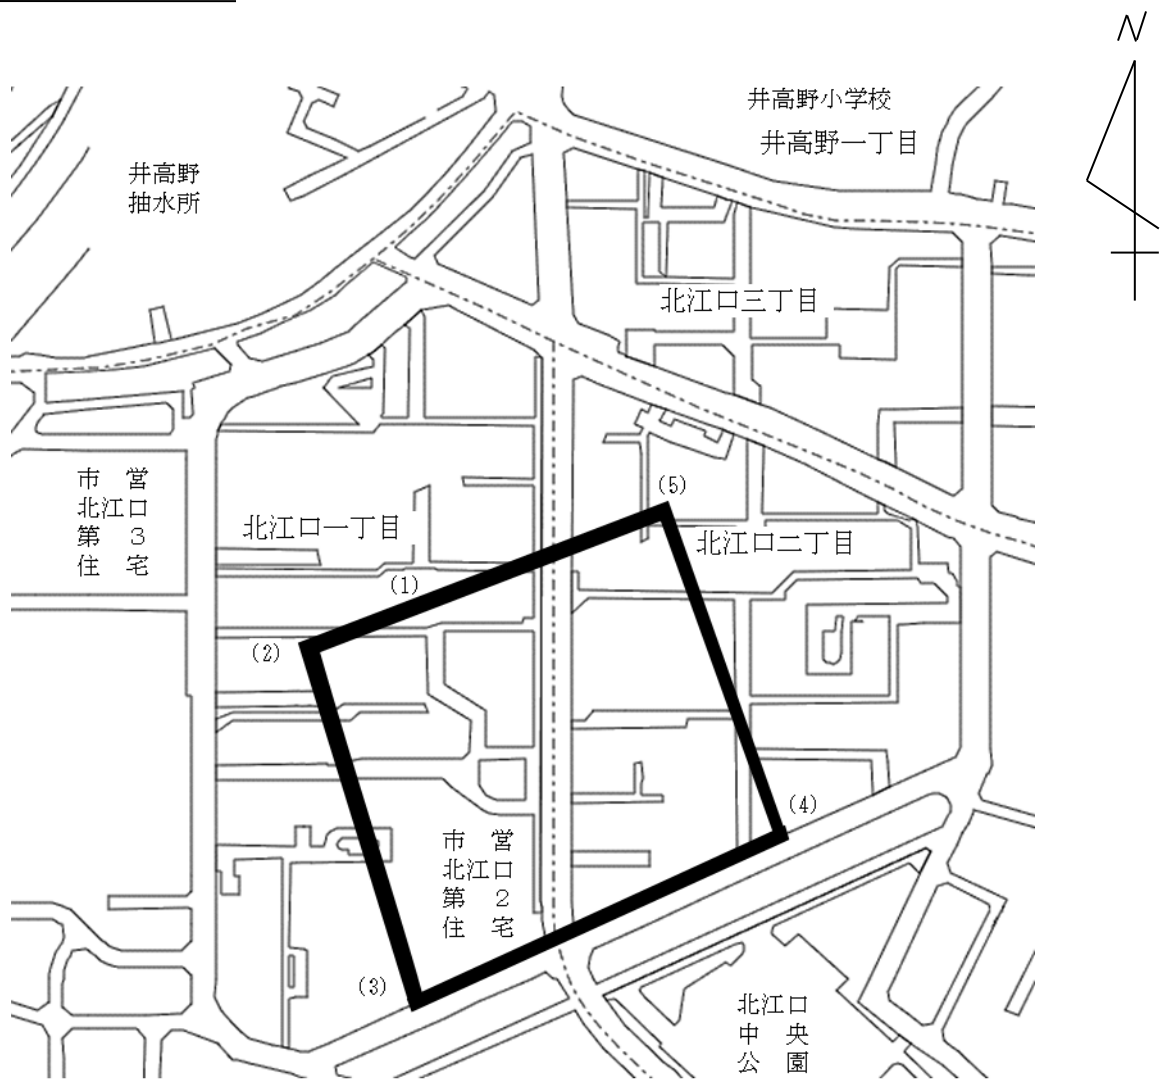 N
井高野小学校
井高野一丁目
井高野
抽水所
北江口三丁目
市　営
北江口
第　３
住　宅
(5)
北江口一丁目
北江口二丁目
(1)
(2)
(4)
市　営
北江口
第　２
住　宅
(3)
北江口
中　央
公　園